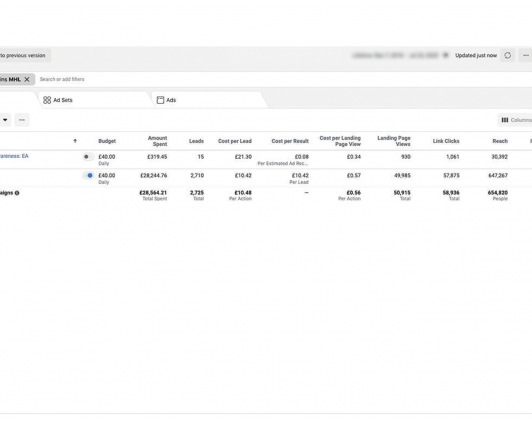 to previous version
Updated just now
ins MHL
Search or add filters
Ad Sets
Ads
Columns
Budget
Amount Spent
Leads
Cost per Lead
Cost per Result
Cost per Landing Page View
Landing Page Views
Link Clicks
Reach
areness: EA
£40.00
Daily
£319.45
15
£21.30
£0.08
Per Estimated Ad Rec...
£0.34
930
1,061
30,392
£40.00
Daily
£28,244.76
2,710
£10.42
£10.42
Per Lead
£0.57
49,985
57,875
647,267
aigns
£28,564.21
Total Spent
2,725
Total
£10.48
Per Action
—
£0.56
Per Action
50,915
Total
58,936
Total
654,820
People